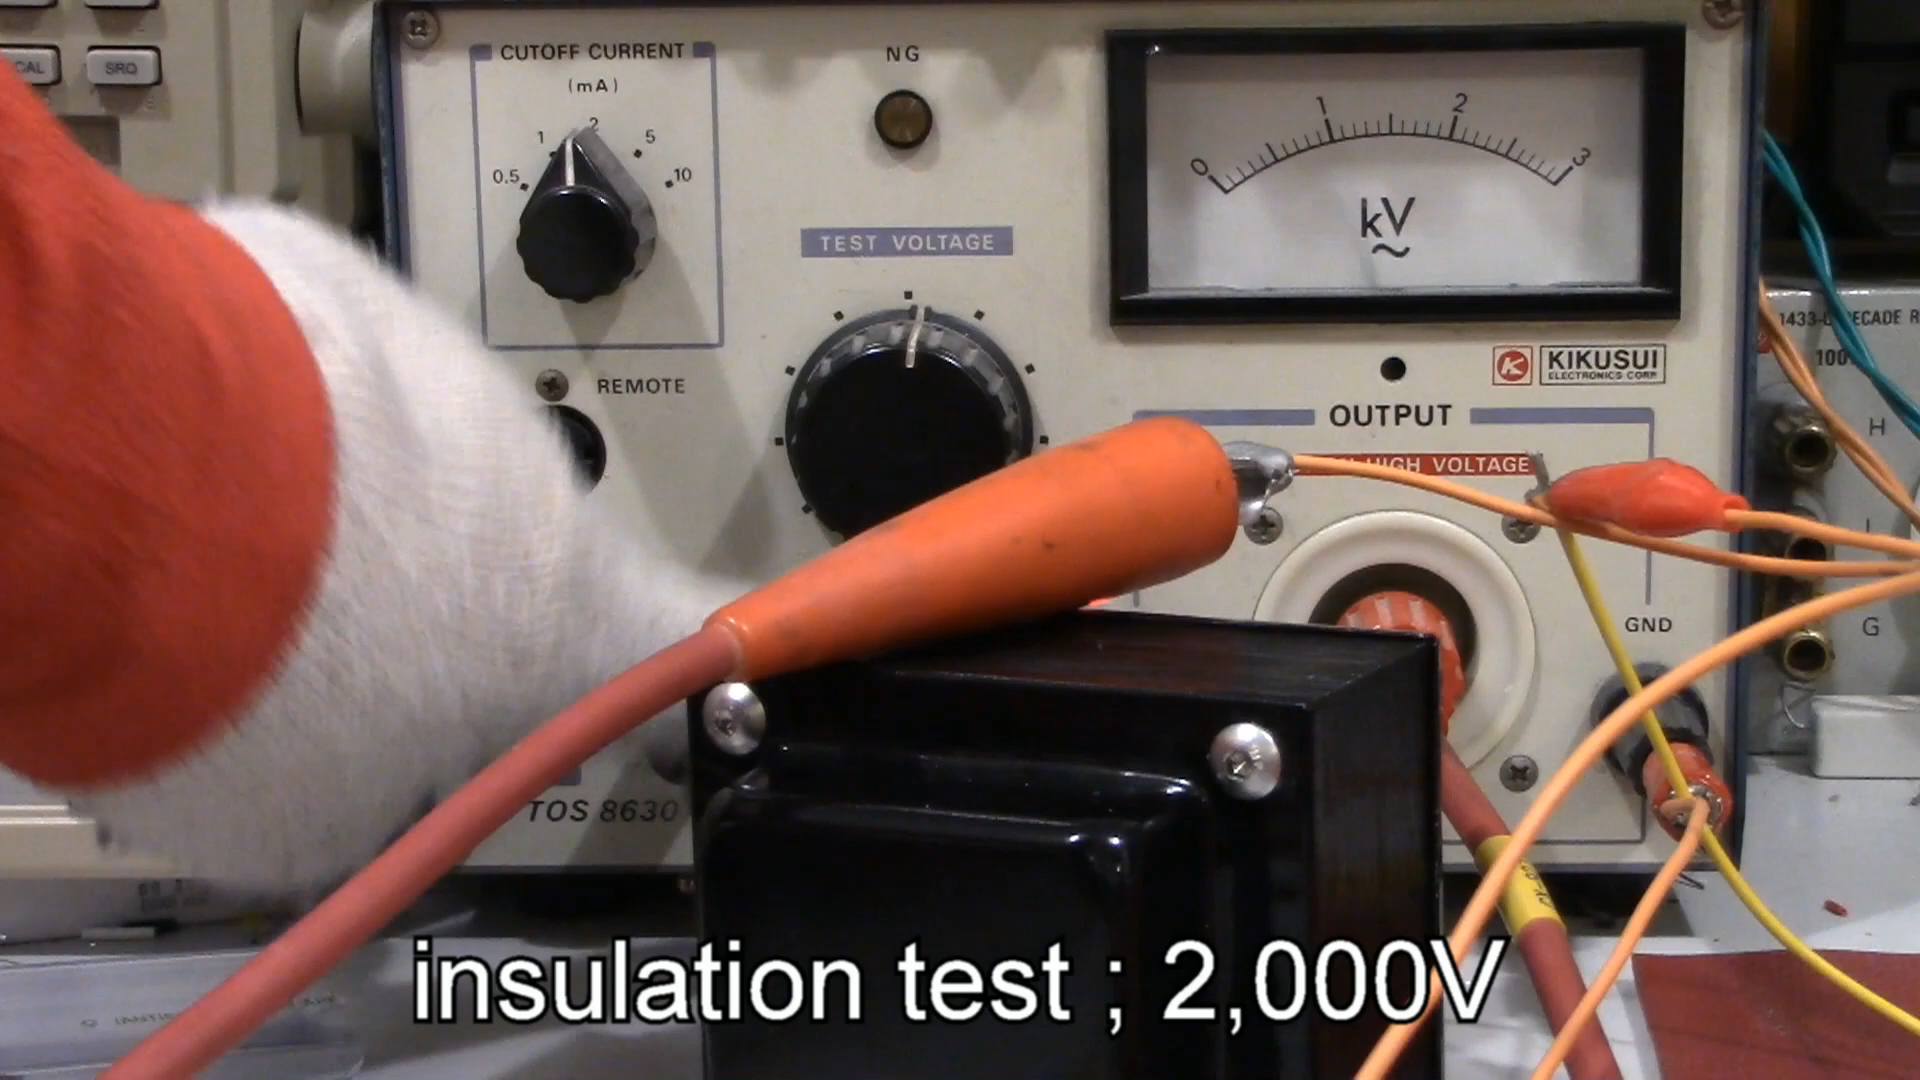 CAL
SRQ
CUTOFF CURRENT
(mA)
0.5
1
2
5
10
NG
0
1
2
3
kV
TEST VOLTAGE
REMOTE
K
KIKUSUI
ELECTRONICS CORP.
OUTPUT
HIGH VOLTAGE
GND
TOS 8630
DECADE
H
G
insulation test ; 2,000V